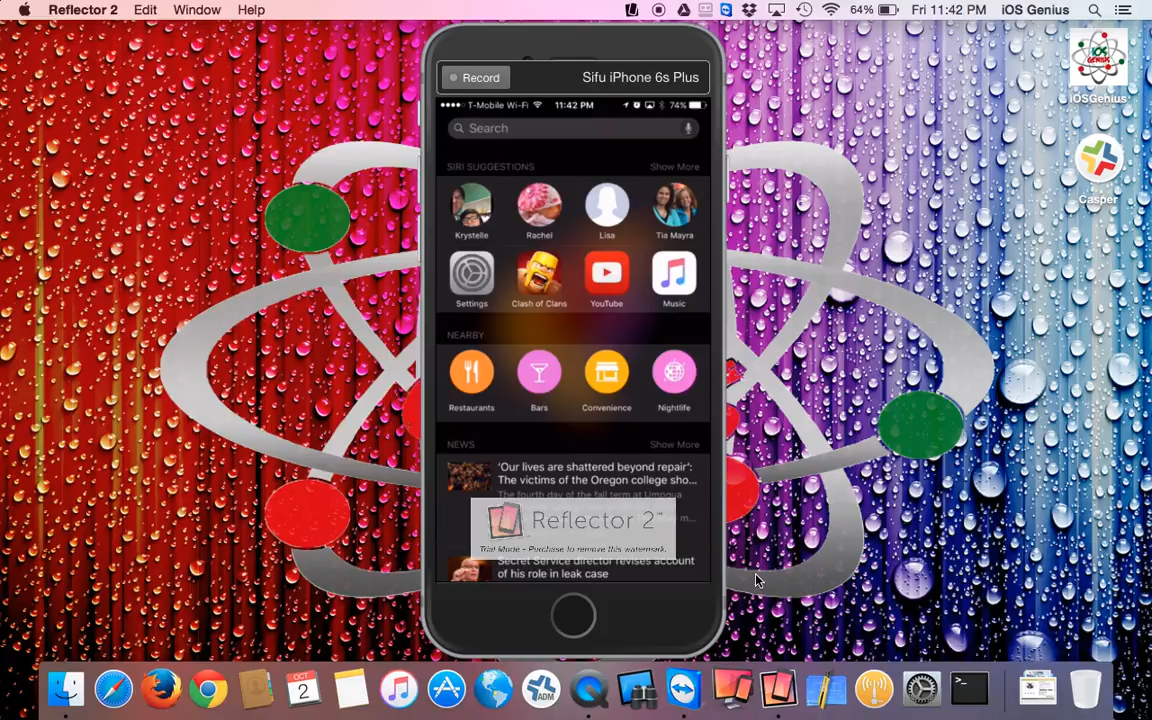 Reflector 2 Edit Window Help 64% Fri 11:42 PM iOS Genius
Record Sifu iPhone 6s Plus
T-Mobile Wi-Fi 11:42 PM 74%
Search
SIRI SUGGESTIONS Show More
Krystelle Rachel Lisa Tia Mayra
Settings Clash of Clans YouTube Music
NEARBY
Restaurants Bars Convenience Nightlife
NEWS Show More
'Our lives are shattered beyond repair':
The victims of the Oregon college sho...
The fourth day of the fall term at Umpqua
m...
Reflector 2™
Trial Mode - Purchase to remove this watermark.
Secret Service director revises account
of his role in leak case
iOS
GENIUS
iOSGenius
Casper
OCT
2
ADM